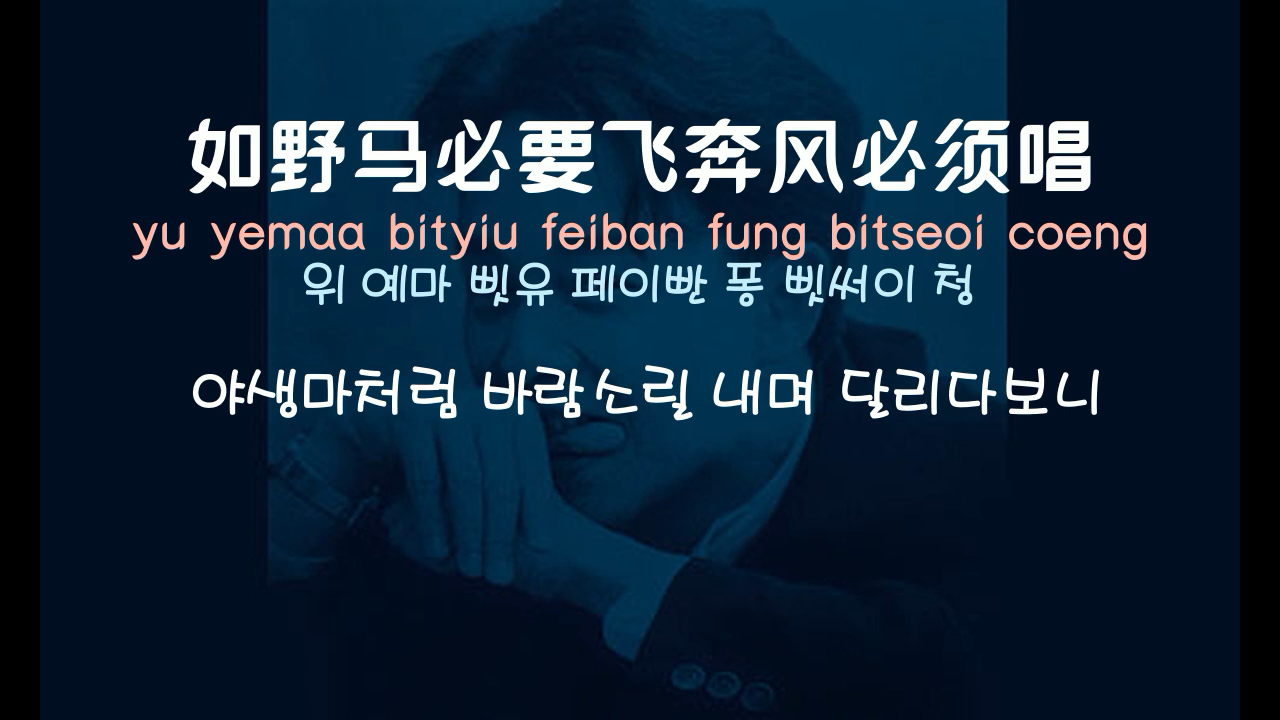 如野马必要飞奔风必须唱
yu yemaa bityiu feiban fung bitseoi coeng
위 예마 삣유 페이빤 퐁 삣써이 청
야생마처럼 바람소릴 내며 달리다보니